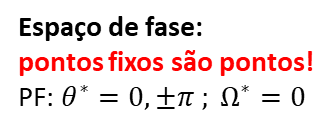 Espaço de fase:
pontos fixos são pontos!
PF: θ* = 0, ±π ; Ω* = 0